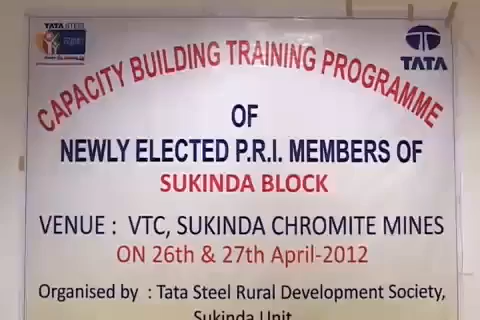 TATA STEEL
TATA
CAPACITY BUILDING TRAINING PROGRAMME
OF
NEWLY ELECTED P.R.I. MEMBERS OF
SUKINDA BLOCK
VENUE : VTC, SUKINDA CHROMITE MINES
ON 26th & 27th April-2012
Organised by : Tata Steel Rural Development Society,
Sukinda Unit